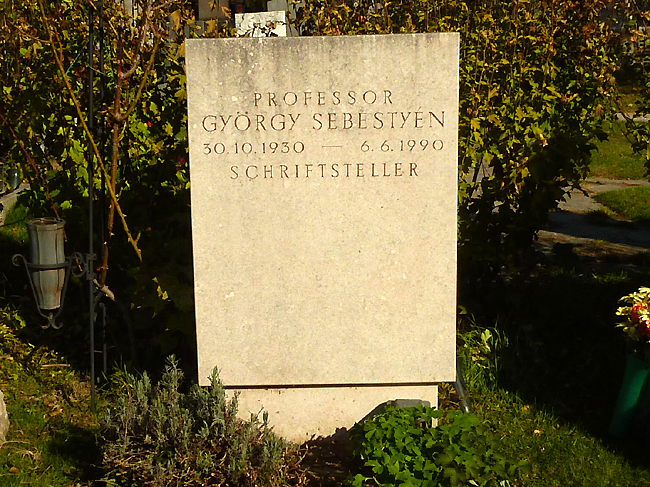 PROFESSOR
GYÖRGY SEBESTYÉN
30.10.1930 — 6.6.1990
SCHRIFTSTELLER